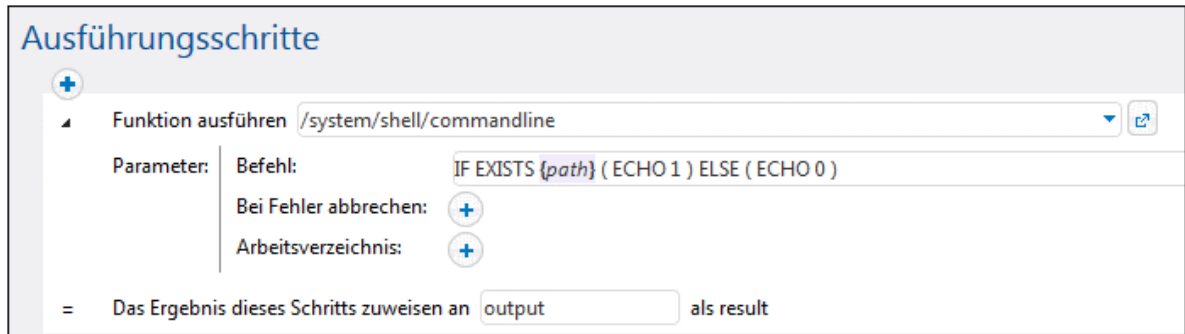 Ausführungsschritte
Funktion ausführen /system/shell/commandline
Parameter: Befehl: IF EXISTS {path} ( ECHO 1 ) ELSE ( ECHO 0 )
Bei Fehler abbrechen:
Arbeitsverzeichnis:
= Das Ergebnis dieses Schritts zuweisen an output als result